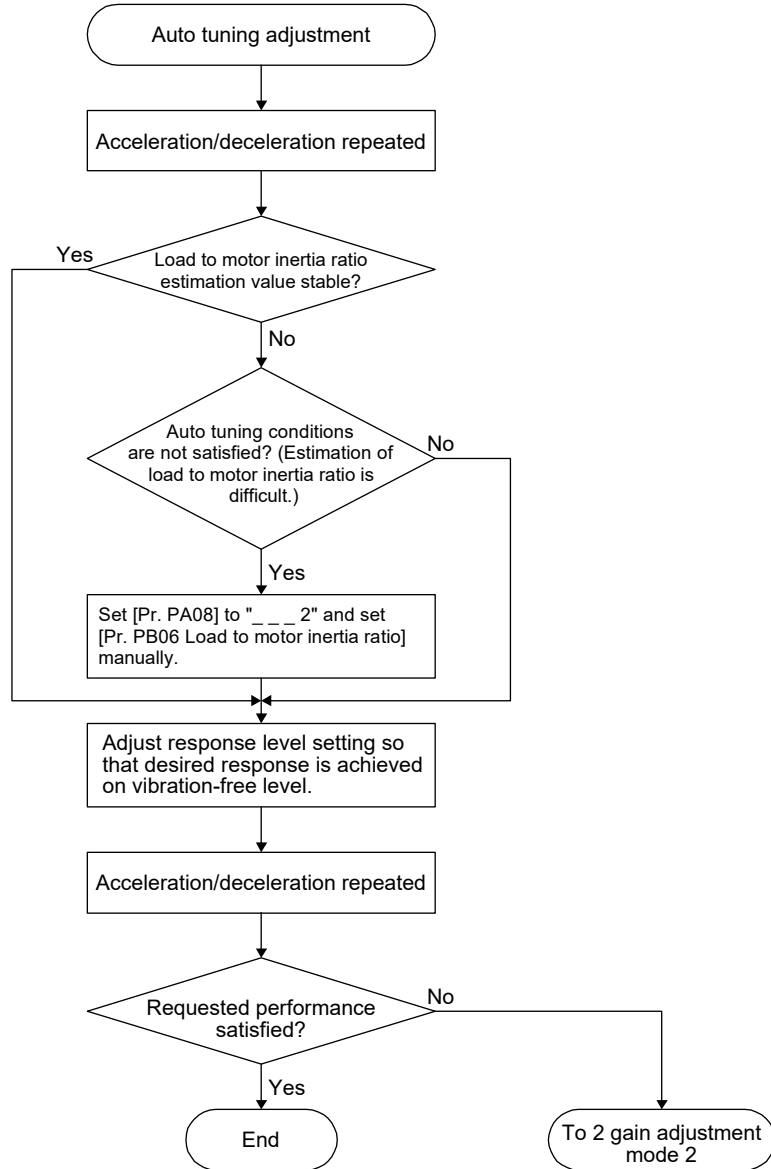 Auto tuning adjustment
Acceleration/deceleration repeated
Yes
Load to motor inertia ratio
estimation value stable?
No
Auto tuning conditions
are not satisfied? (Estimation of
load to motor inertia ratio is
difficult.)
No
Yes
Set [Pr. PA08] to "_ _ _ 2" and set
[Pr. PB06 Load to motor inertia ratio]
manually.
Adjust response level setting so
that desired response is achieved
on vibration-free level.
Acceleration/deceleration repeated
Requested performance
satisfied?
No
Yes
End
To 2 gain adjustment
mode 2